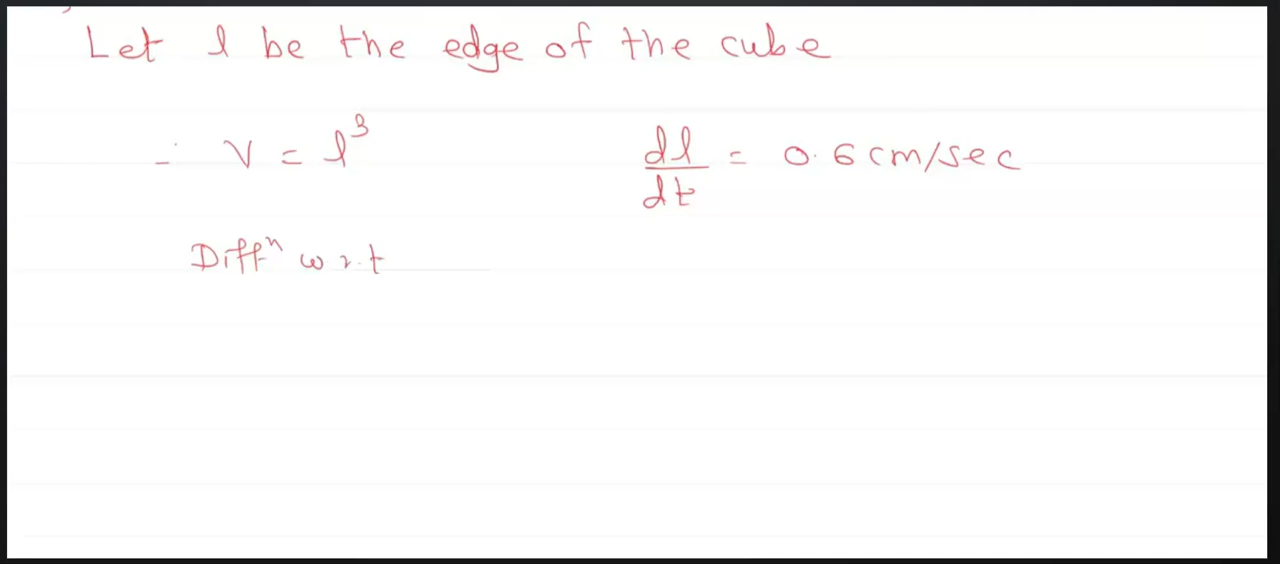 Let l be the edge of the cube
∴ V = l³
dl/dt = 0.6 cm/sec
Diffⁿ w.r.t